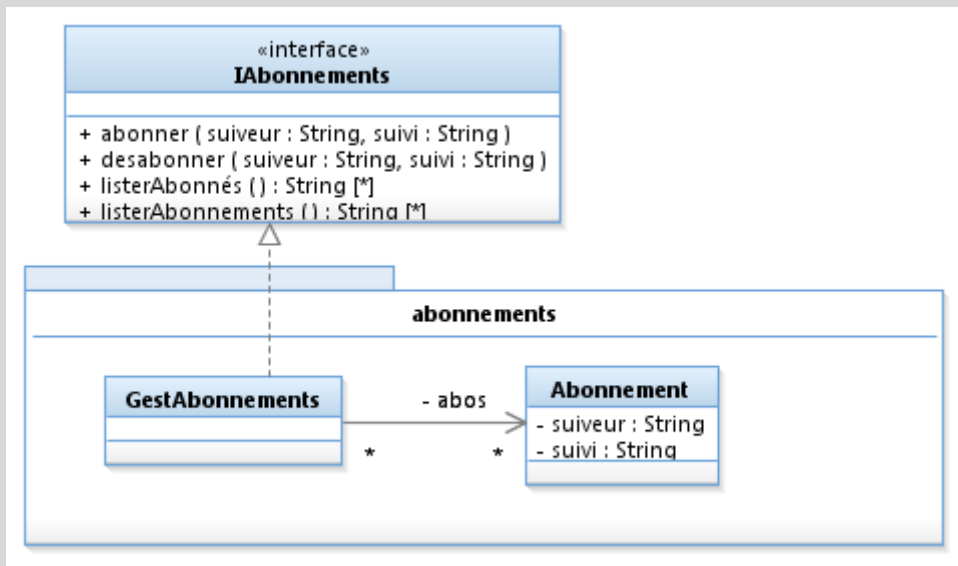 «interface»
IAbonnements
+ abonner ( suiveur : String, suivi : String )
+ desabonner ( suiveur : String, suivi : String )
+ listerAbonnés () : String [*]
+ listerAbonnements () : String [*]
abonnements
GestAbonnements
- abos
* *
Abonnement
- suiveur : String
- suivi : String